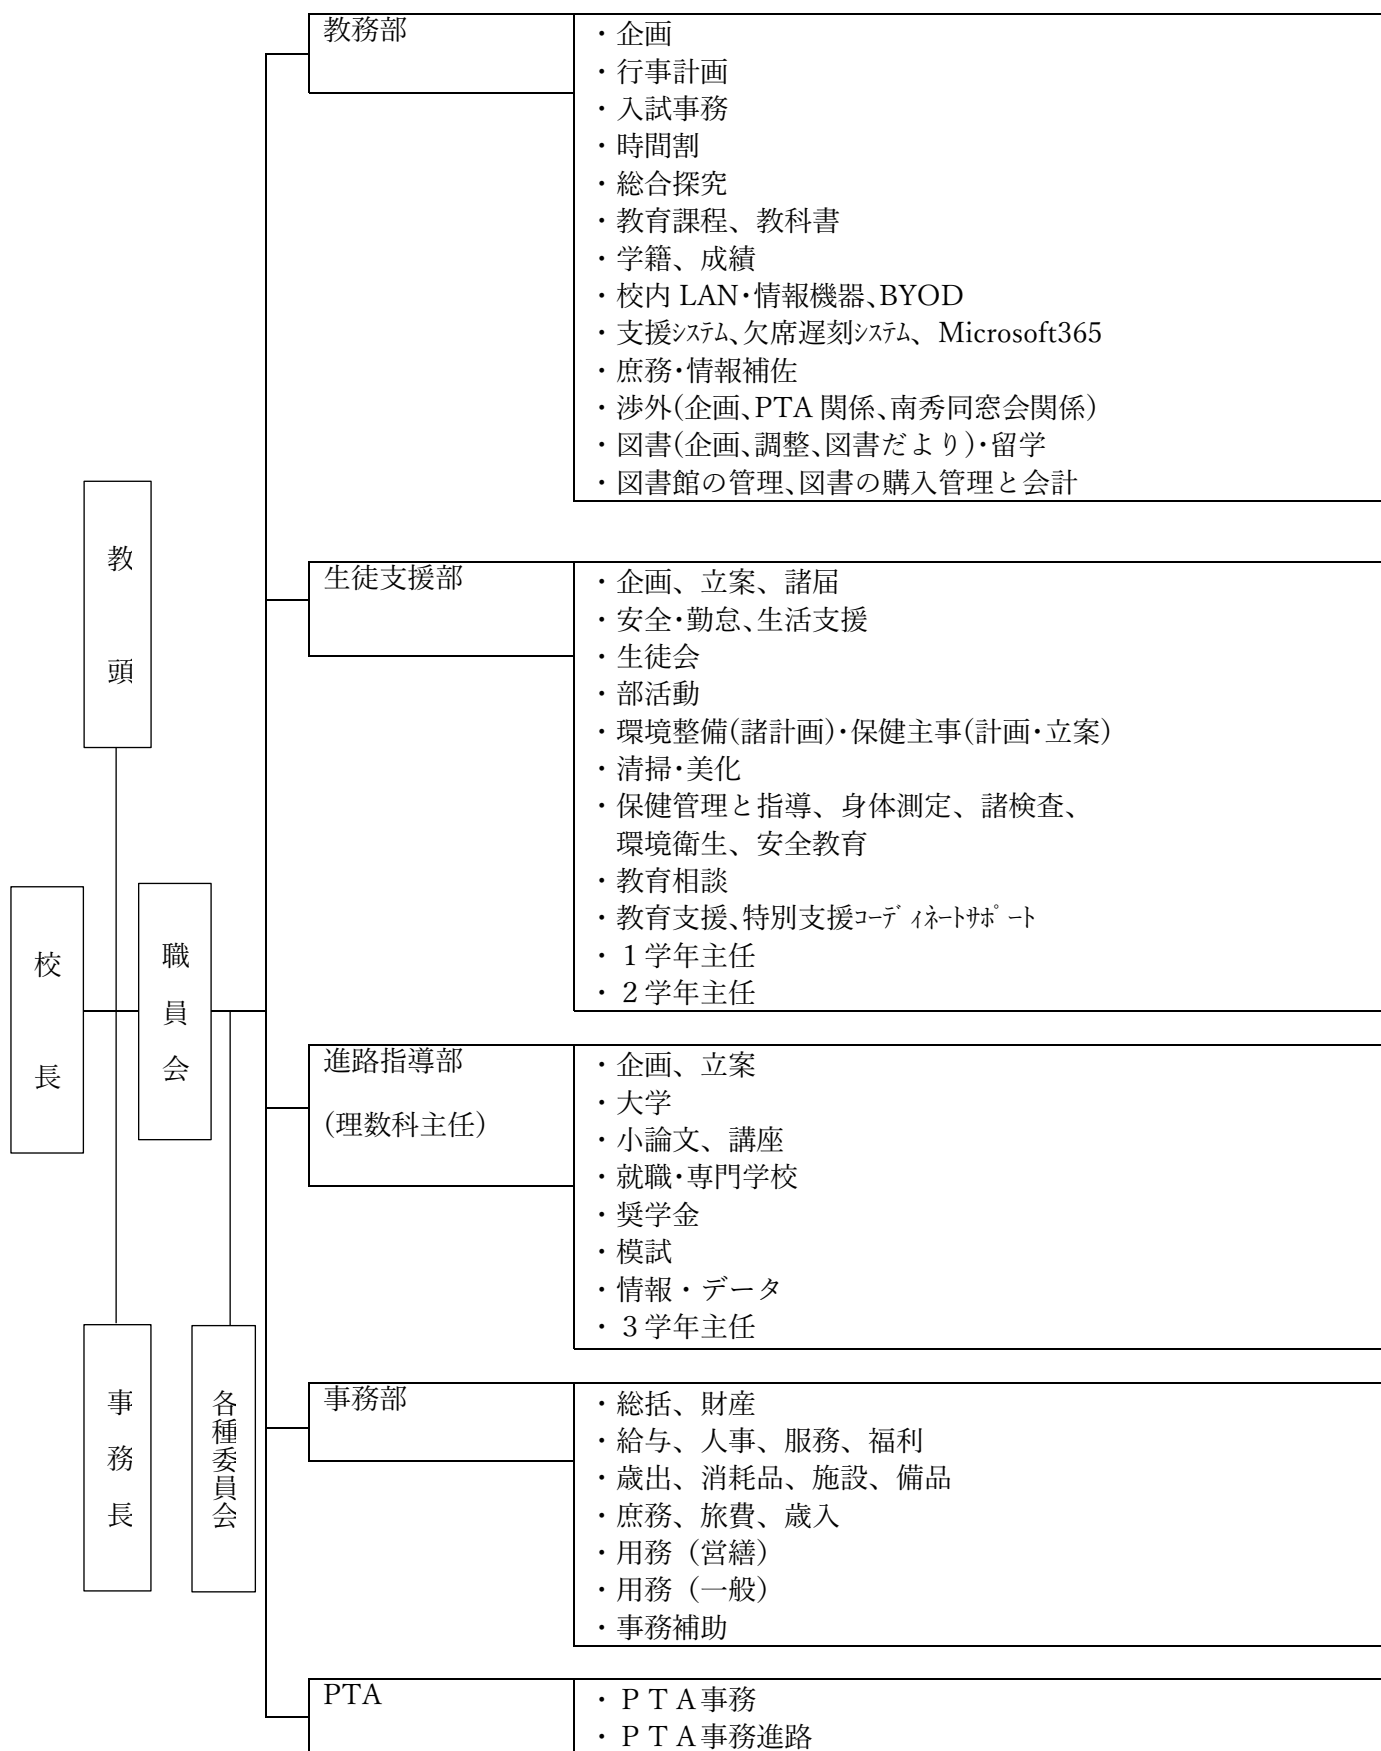 教務部
・企画
・行事計画
・入試事務
・時間割
・総合探究
・教育課程、教科書
・学籍、成績
・校内 LAN・情報機器、BYOD
・支援ｼｽﾃﾑ、欠席遅刻ｼｽﾃﾑ、Microsoft365
・庶務・情報補佐
・渉外(企画、PTA 関係、南秀同窓会関係)
・図書(企画、調整、図書だより)・留学
・図書館の管理、図書の購入管理と会計
教頭
生徒支援部
・企画、立案、諸届
・安全・勤怠、生活支援
・生徒会
・部活動
・環境整備(諸計画)・保健主事(計画・立案)
・清掃・美化
・保健管理と指導、身体測定、諸検査、
環境衛生、安全教育
・教育相談
・教育支援、特別支援ｺｰﾃﾞｨﾈｰﾄｻﾎﾟｰﾄ
・１学年主任
・２学年主任
校長
職員会
進路指導部
(理数科主任)
・企画、立案
・大学
・小論文、講座
・就職・専門学校
・奨学金
・模試
・情報・データ
・３学年主任
事務長
各種委員会
事務部
・総括、財産
・給与、人事、服務、福利
・歳出、消耗品、施設、備品
・庶務、旅費、歳入
・用務（営繕）
・用務（一般）
・事務補助
PTA
・ＰＴＡ事務
・ＰＴＡ事務進路